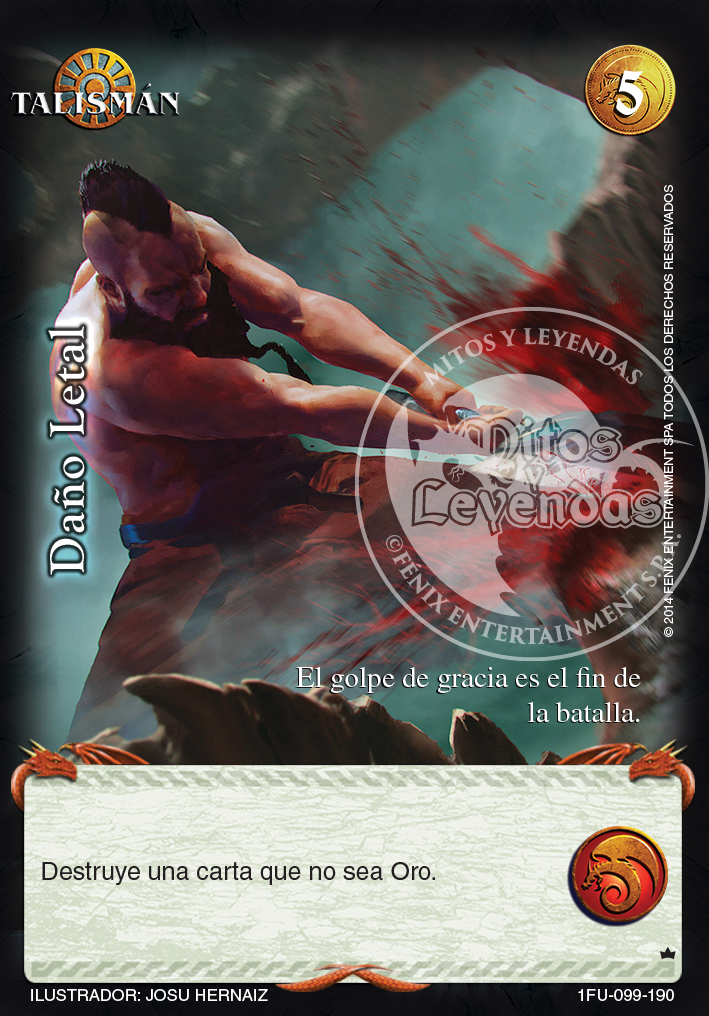 TALISMÁN
5
Daño Letal
© 2014 FENIX ENTERTAINMENT SPA TODOS LOS DERECHOS RESERVADOS
MITOS Y LEYENDAS
Mitos
y
Leyendas
©FENIX ENTERTAINMENT S.P.A.
El golpe de gracia es el fin de
la batalla.
Destruye una carta que no sea Oro.
ILUSTRADOR: JOSU HERNAIZ
1FU-099-190